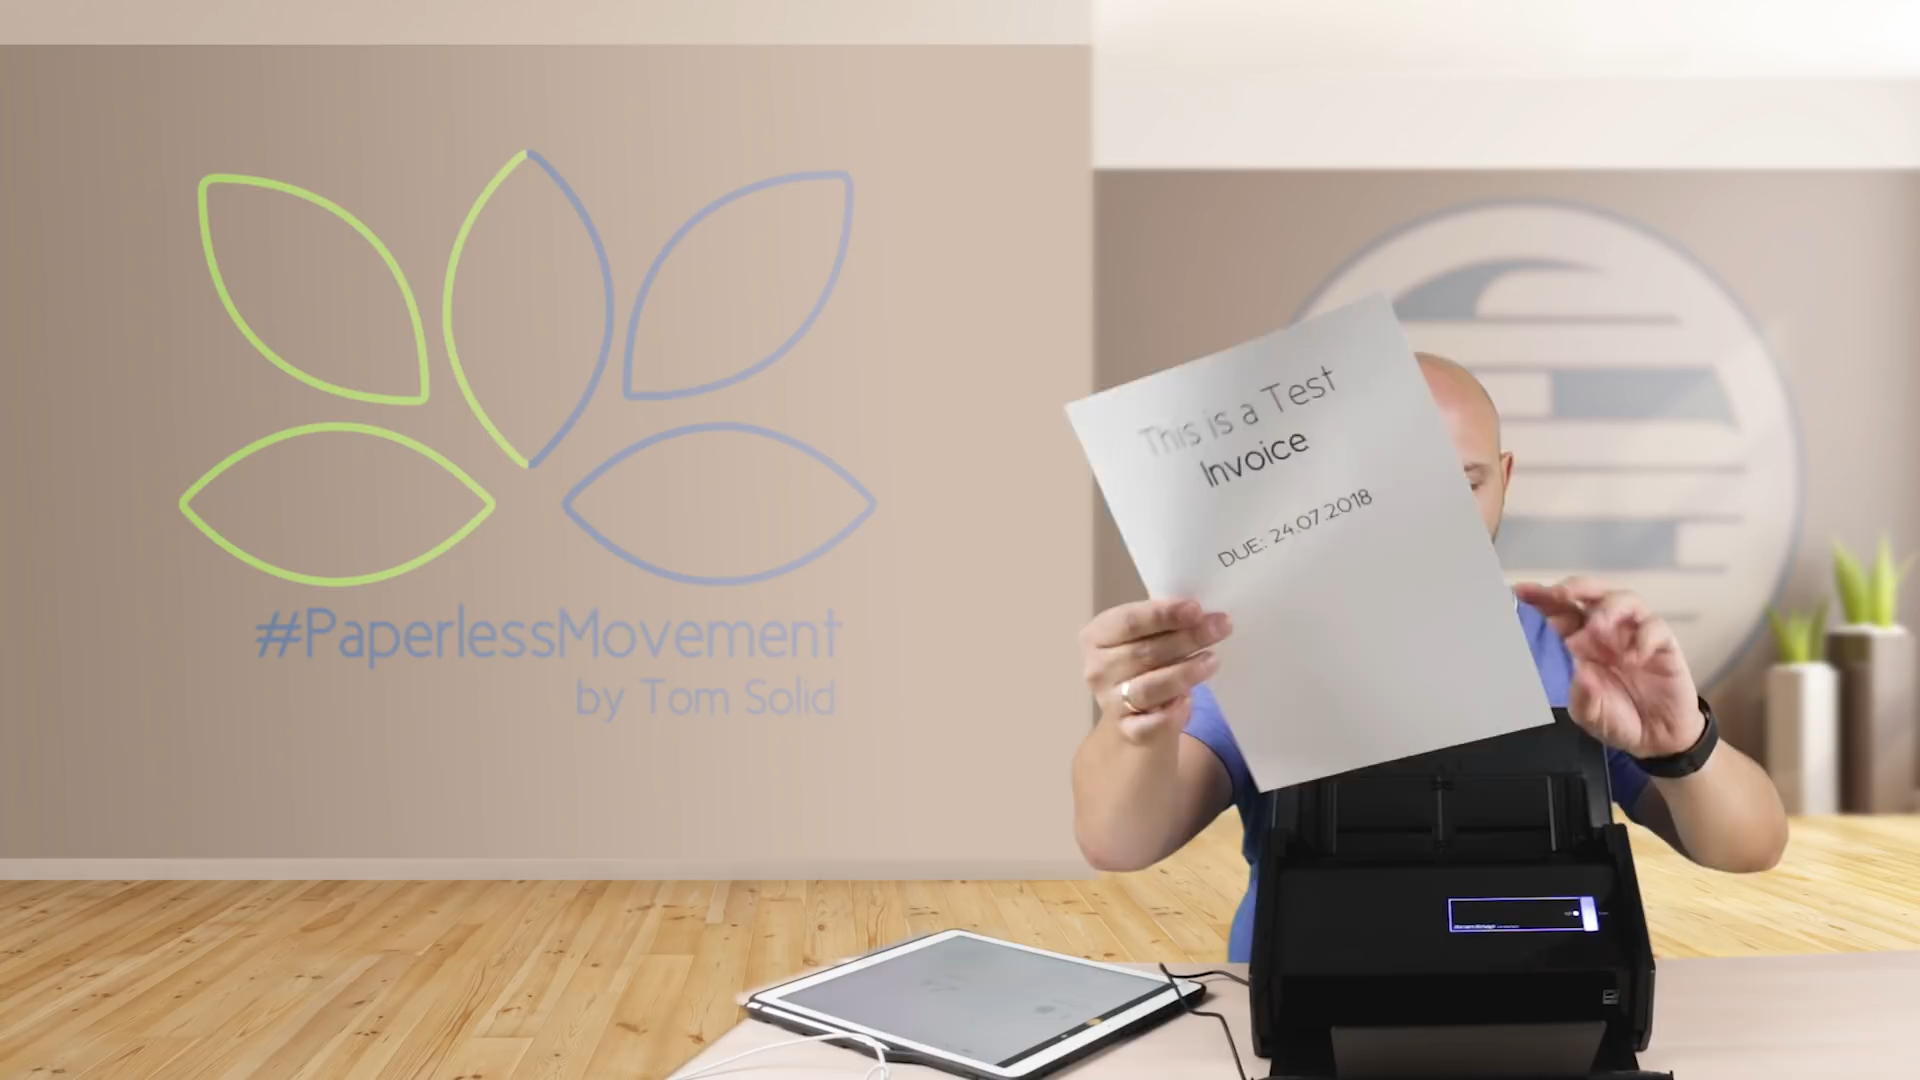 #PaperlessMovement
by Tom Solid
This is a Test
Invoice
DUE: 24.07.2018